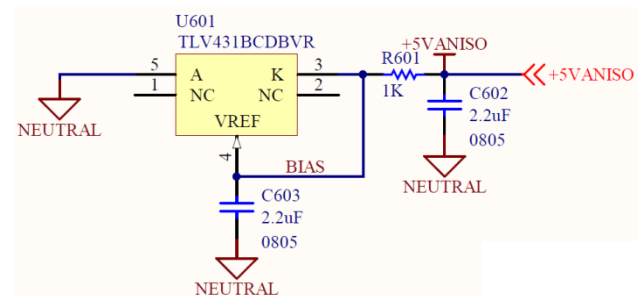 U601
TLV431BCDBVR
+5VANISO
R601
5 A K 3
+5VANISO
1 NC NC 2
1K
C602
2.2uF
0805
NEUTRAL
VREF
4
BIAS
NEUTRAL
C603
2.2uF
0805
NEUTRAL